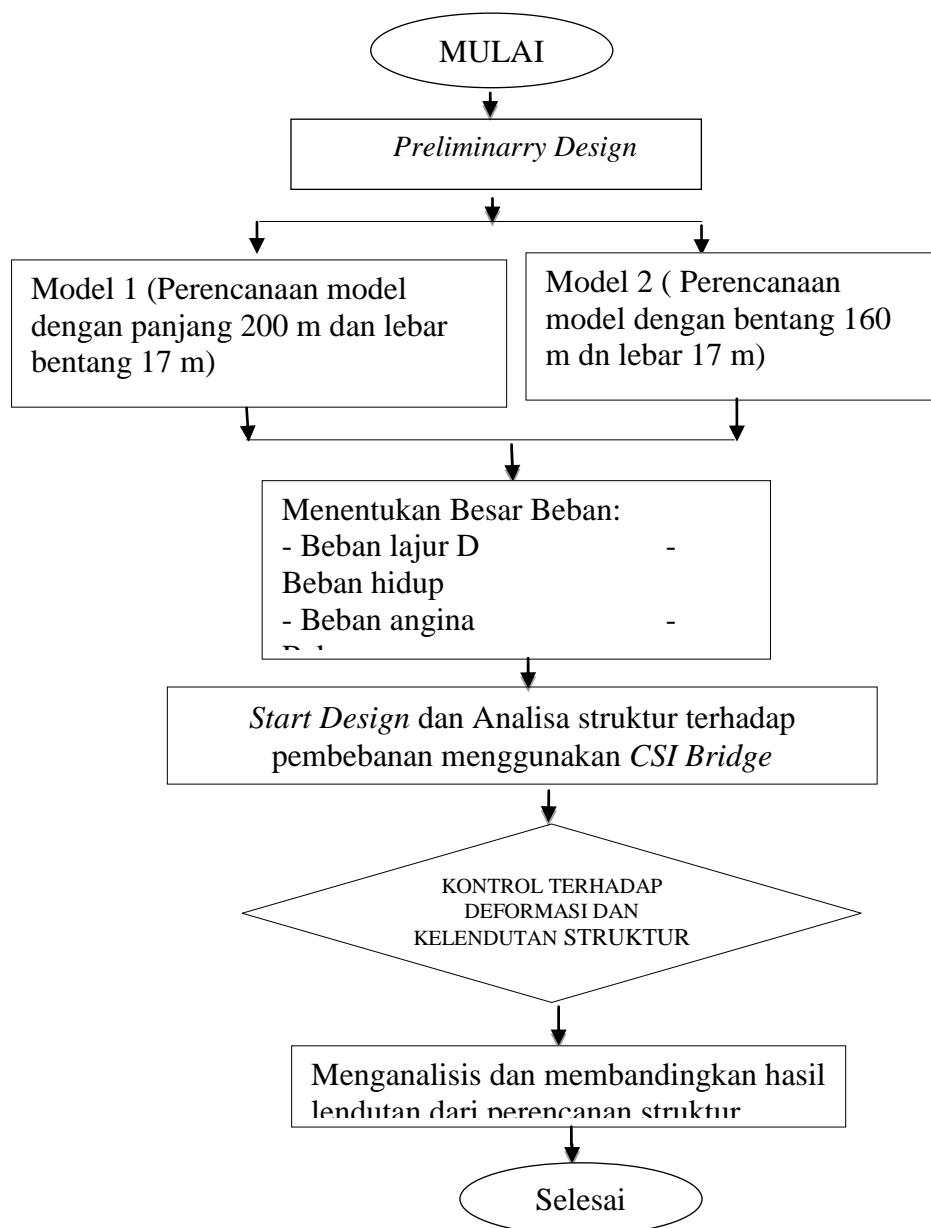 MULAI
Preliminarry Design
Model 1 (Perencanaan model
dengan panjang 200 m dan lebar
bentang 17 m)
Model 2 ( Perencanaan
model dengan bentang 160
m dn lebar 17 m)
Menentukan Besar Beban:
- Beban lajur D -
Beban hidup
- Beban angina -
Start Design dan Analisa struktur terhadap
pembebanan menggunakan CSI Bridge
KONTROL TERHADAP
DEFORMASI DAN
KELENDUTAN STRUKTUR
Menganalisis dan membandingkan hasil
lendutan dari perencanan struktur
Selesai